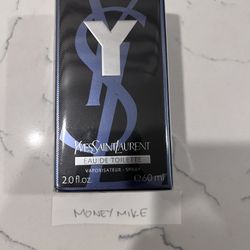 Y
YSL
YVESSAINTLAURENT
EAU DE TOILETTE
VAPORISATEUR - SPRAY
2.0 fl.oz. ℮60 ml
MONEY MIKE